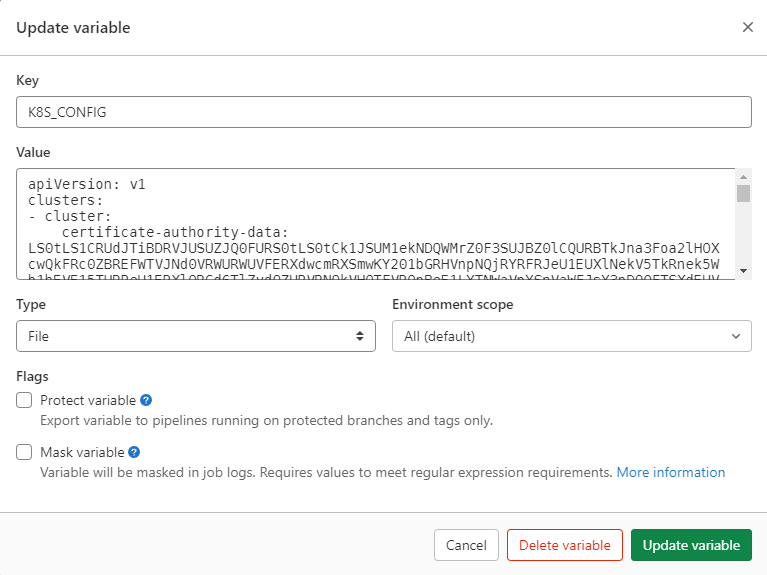 Update variable
Key
K8S_CONFIG
Value
apiVersion: v1
clusters:
- cluster:
certificate-authority-data:
LS0tLS1CRUdJTiBDRVJUSUZJQ0FURS0tLS0tCk1JSUM1ekNDQWMrZ0F3SUJBZ0lCQURBTkJna3Foa2lHOX
cwQkFRc0ZBREFWTVJNd0VRWURWUVFERXdwcmRXSmwKY201bGRHVnpNQjRYRFRJeU1EUXlNekV5TkRnek5W
Type
Environment scope
File
All (default)
Flags
Protect variable
Export variable to pipelines running on protected branches and tags only.
Mask variable
Variable will be masked in job logs. Requires values to meet regular expression requirements. More information
Cancel
Delete variable
Update variable